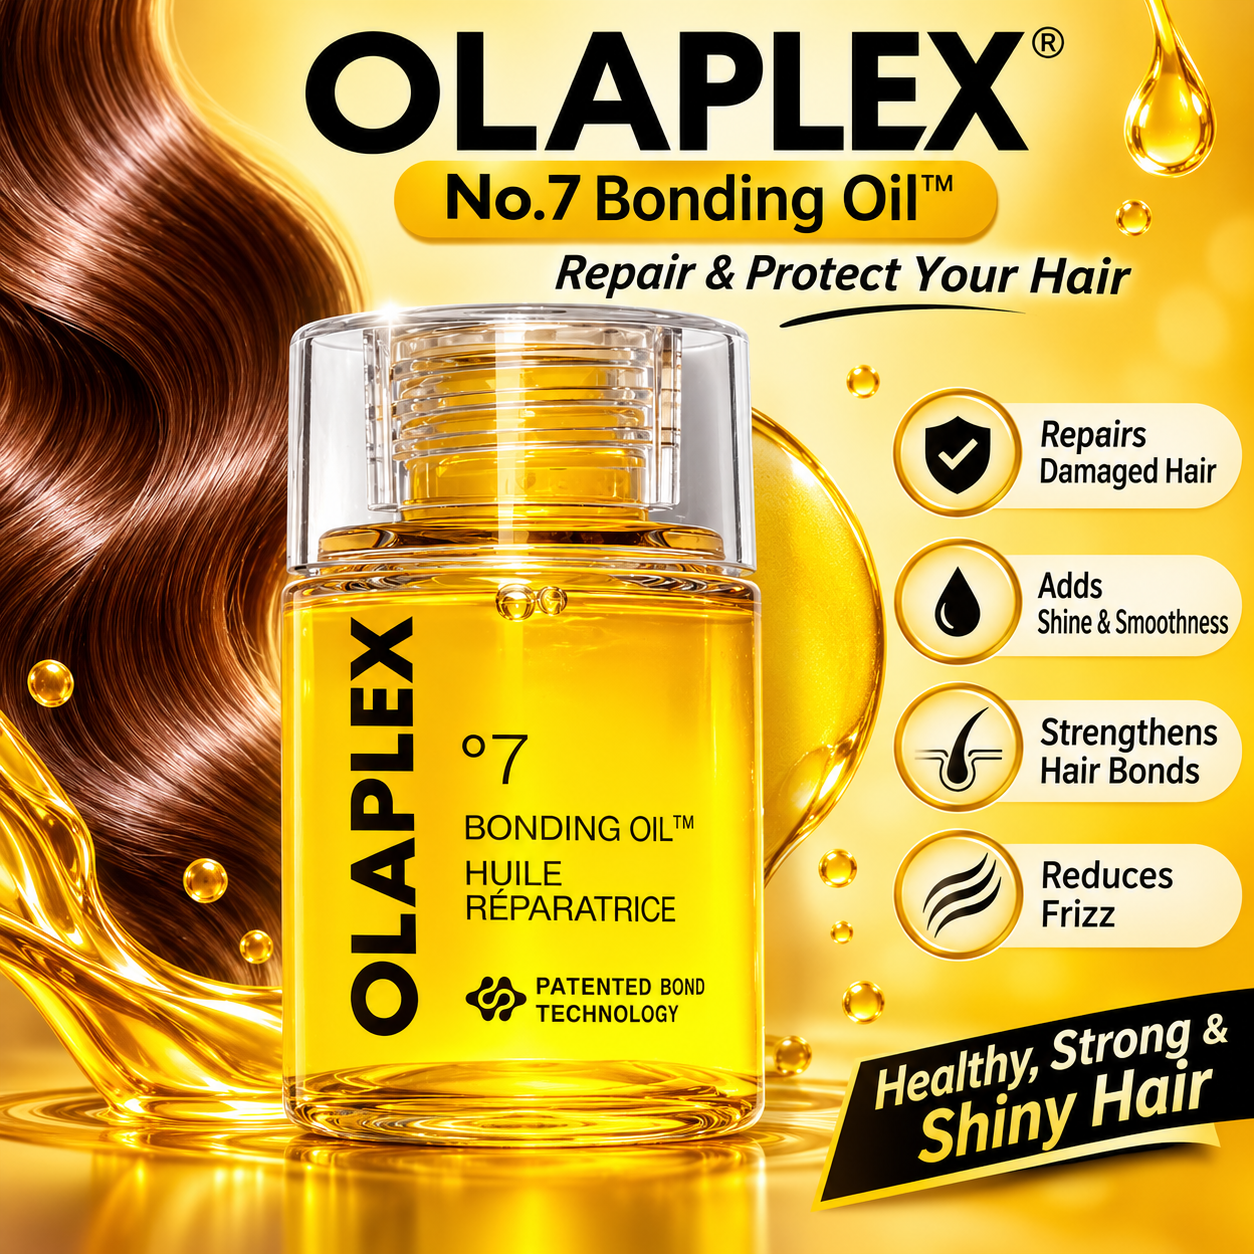 OLAPLEX®
No.7 Bonding Oil™
Repair & Protect Your Hair
Repairs
Damaged Hair
Adds
Shine & Smoothness
Strengthens
Hair Bonds
Reduces
Frizz
OLAPLEX
°7
BONDING OIL™
HUILE
RÉPARATRICE
PATENTED BOND
TECHNOLOGY
Healthy, Strong &
Shiny Hair